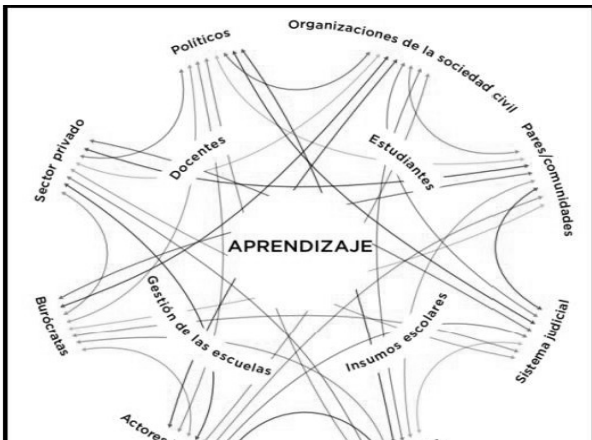 Políticos
Organizaciones de la sociedad civil
Sector privado
Docentes
Estudiantes
Pares/comunidades
APRENDIZAJE
Burócratas
Gestión de las escuelas
Insumos escolares
Sistema judicial
Actores